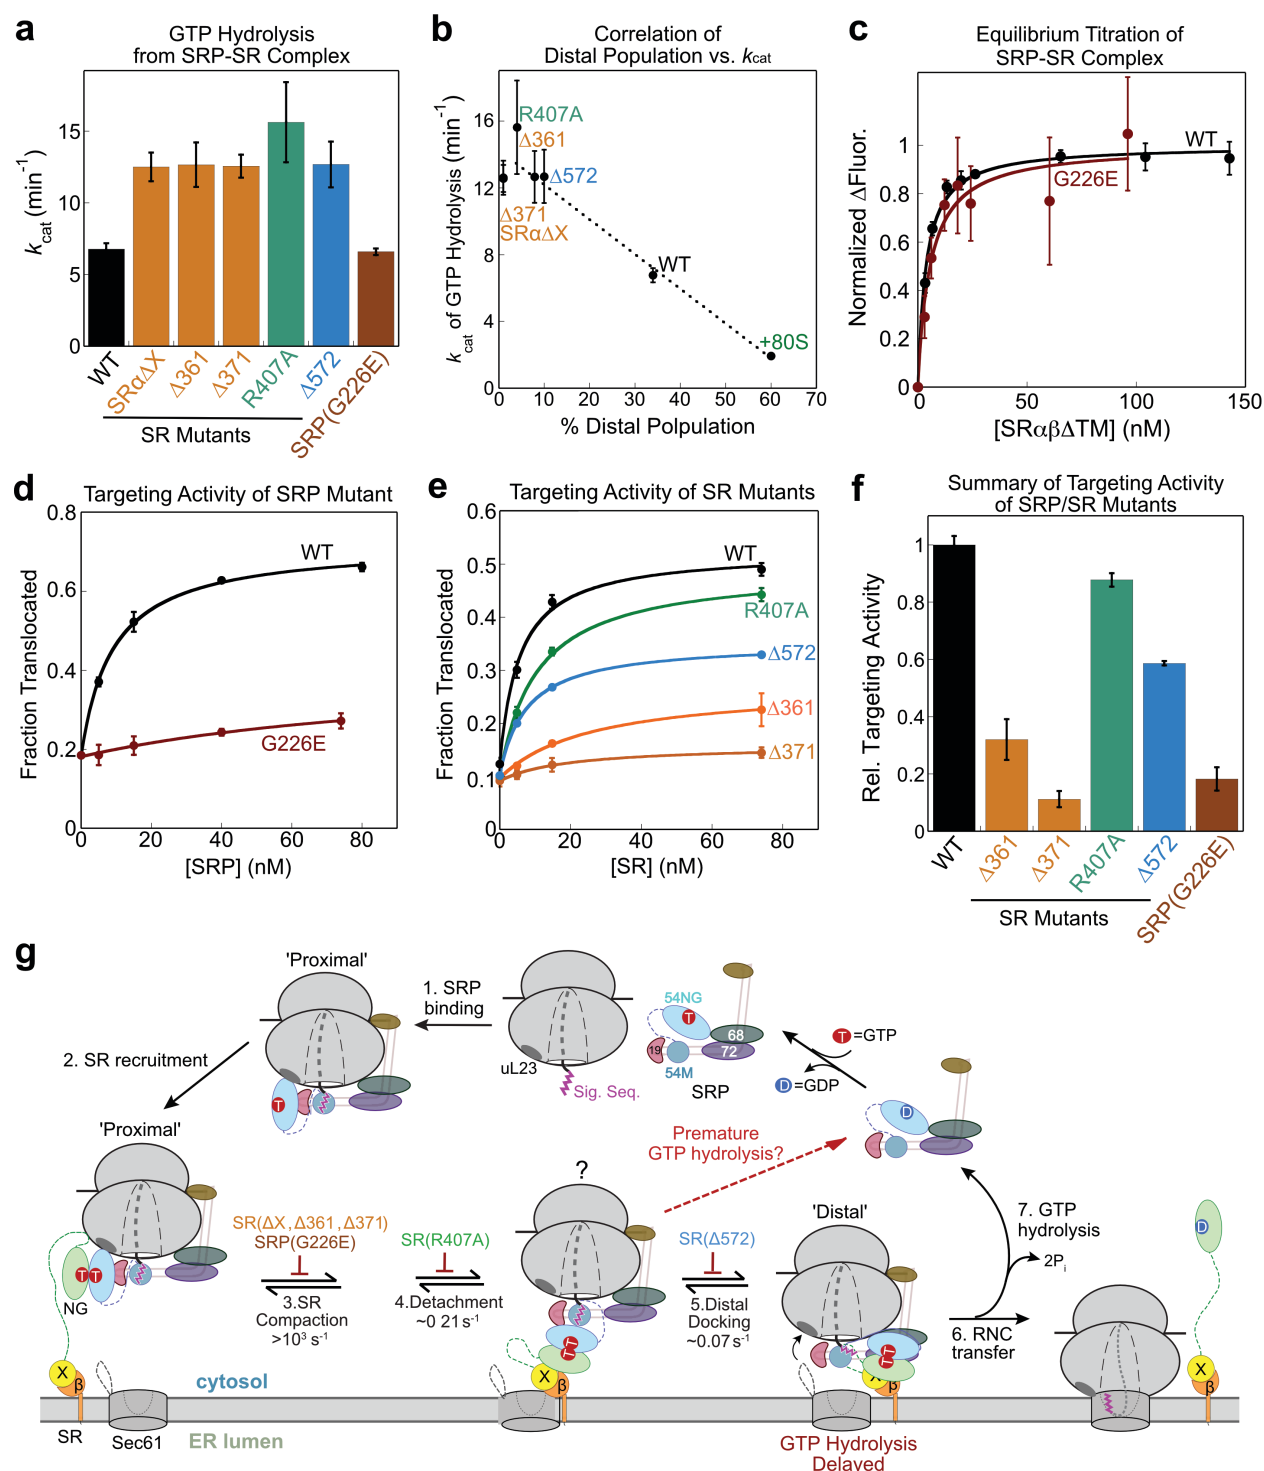 a
GTP Hydrolysis
from SRP-SR Complex
kcat (min⁻¹)
15
10
5
0
WT
SRαΔX
Δ361
Δ371
R407A
Δ572
SRP(G226E)
SR Mutants
b
Correlation of
Distal Population vs. kcat
kcat of GTP Hydrolysis (min⁻¹)
16
12
8
4
0
R407A
Δ361
Δ572
Δ371
SRαΔX
WT
+80S
0 10 20 30 40 50 60 70
% Distal Polpulation
c
Equilibrium Titration of
SRP-SR Complex
Normalized ΔFluor.
1
0.8
0.6
0.4
0.2
0
WT
G226E
0 50 100 150
[SRαβΔTM] (nM)
d
Targeting Activity of SRP Mutant
Fraction Translocated
0.8
0.6
0.4
0.2
0
WT
G226E
0 20 40 60 80
[SRP] (nM)
e
Targeting Activity of SR Mutants
Fraction Translocated
0.6
0.5
0.4
0.3
0.2
0.1
0
WT
R407A
Δ572
Δ361
Δ371
0 20 40 60 80
[SR] (nM)
f
Summary of Targeting Activity
of SRP/SR Mutants
Rel. Targeting Activity
1
0.8
0.6
0.4
0.2
0
WT
Δ361
Δ371
R407A
Δ572
SRP(G226E)
SR Mutants
g
'Proximal'
1. SRP
binding
uL23
Sig. Seq.
54NG
T
68
72
19
54M
SRP
T=GTP
D=GDP
D
2. SR recruitment
T
'Proximal'
T T
NG
X
β
SR
Sec61
cytosol
ER lumen
SR(ΔX,Δ361,Δ371)
SRP(G226E)
3.SR
Compaction
>10³ s⁻¹
SR(R407A)
4.Detachment
~0 21 s⁻¹
?
T
T
X
β
Premature
GTP hydrolysis?
SR(Δ572)
5.Distal
Docking
~0.07 s⁻¹
'Distal'
T
T
X
β
GTP Hydrolysis
Delayed
6. RNC
transfer
7. GTP
hydrolysis
2Pi
D
X
β